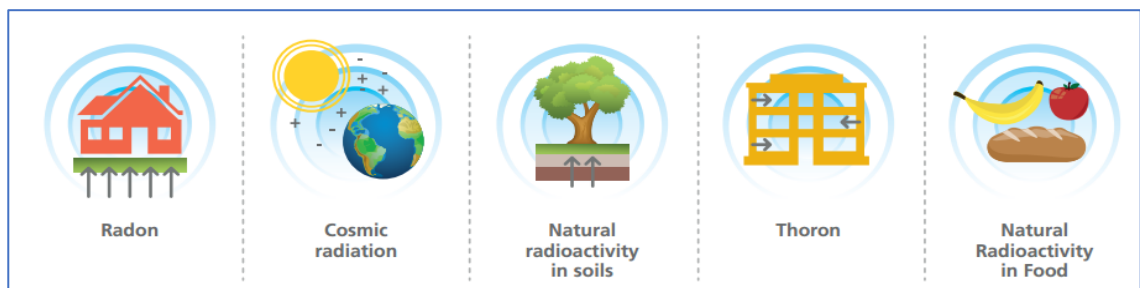 Radon
Cosmic
radiation
Natural
radioactivity
in soils
Thoron
Natural
Radioactivity
in Food